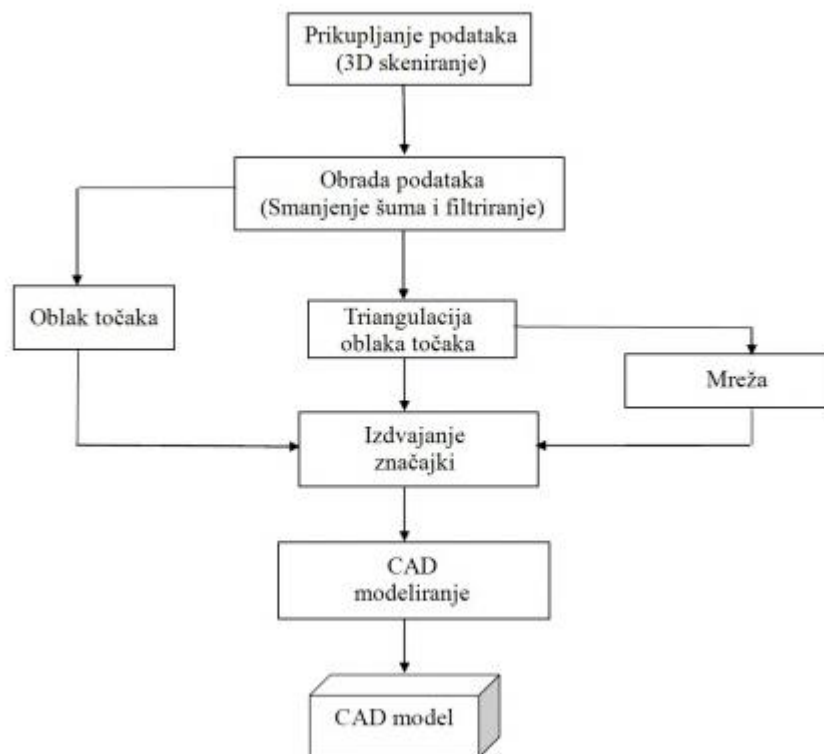 Prikupljanje podataka
(3D skeniranje)
Obrada podataka
(Smanjenje šuma i filtriranje)
Oblak točaka
Triangulacija
oblaka točaka
Mreža
Izdvajanje
značajki
CAD
modeliranje
CAD model